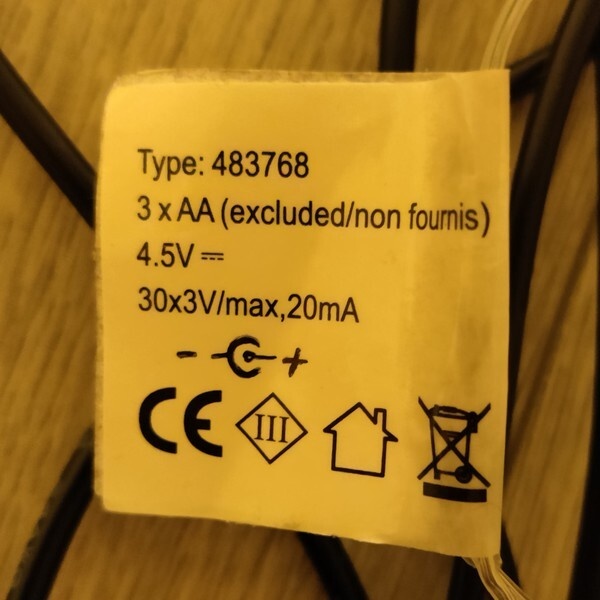 Type: 483768
3 x AA (excluded/non fournis)
4.5V ⎓
30x3V/max,20mA
- +
CE
III